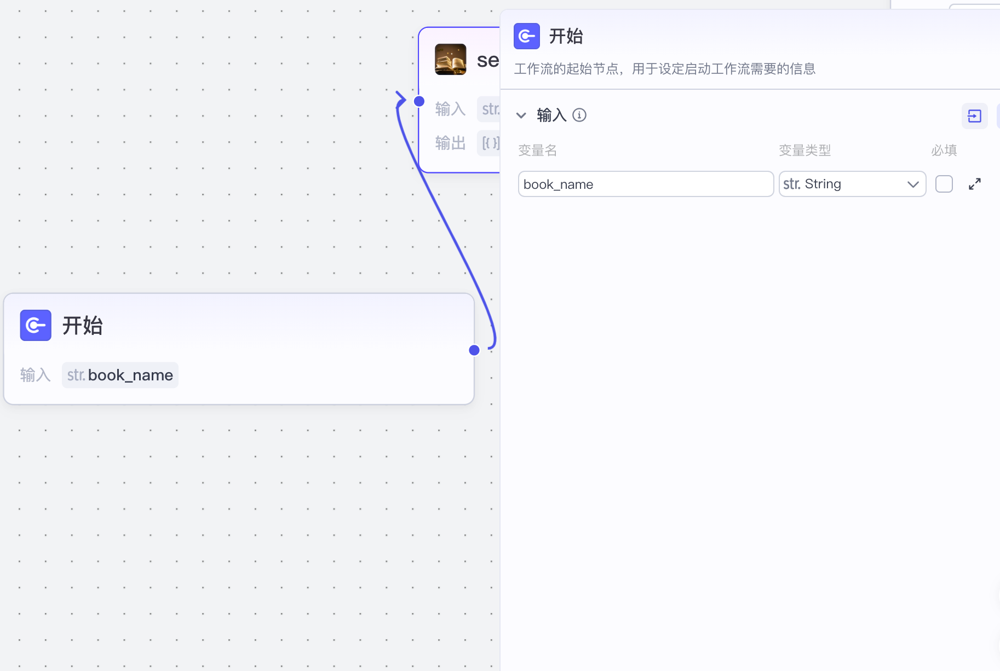 se
输入 str.
输出 [{ }]
开始
输入 str. book_name
开始
工作流的起始节点，用于设定启动工作流需要的信息
输入
变量名 变量类型 必填
book_name str. String